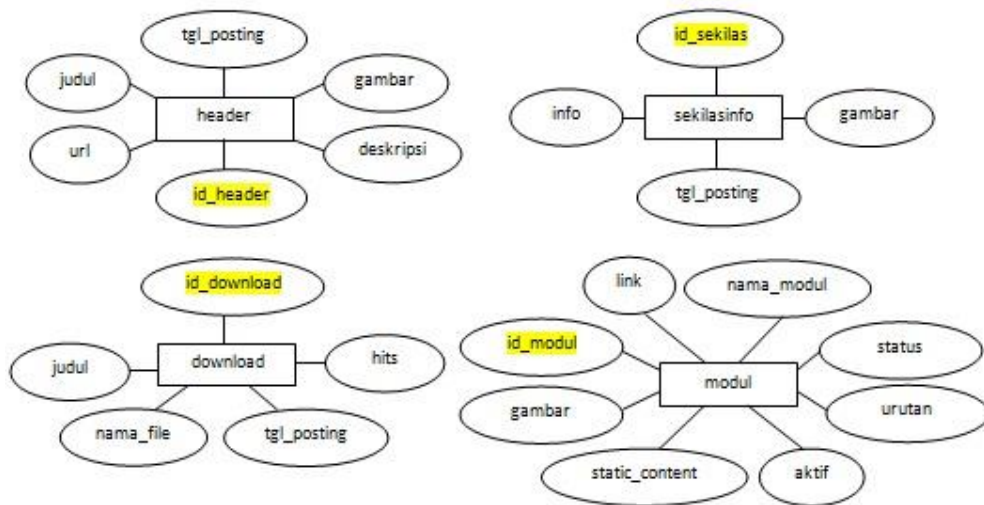 tgl_posting
judul
gambar
header
url
deskripsi
id_header
id_sekilas
info
sekilasinfo
gambar
tgl_posting
id_download
judul
download
hits
nama_file
tgl_posting
link
nama_modul
id_modul
status
modul
gambar
urutan
static_content
aktif